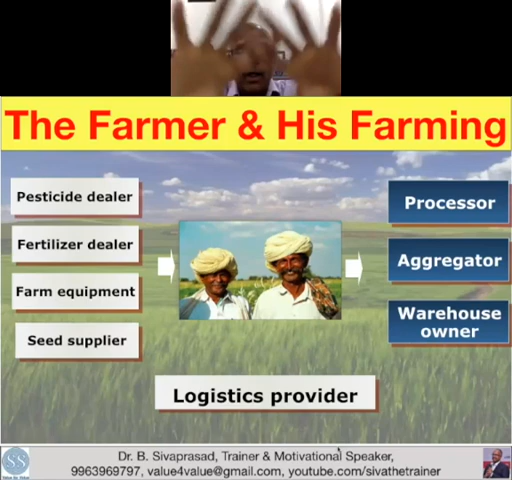 The Farmer & His Farming
Pesticide dealer
Fertilizer dealer
Farm equipment
Seed supplier
Processor
Aggregator
Warehouse
owner
Logistics provider
SS
Dr. B. Sivaprasad, Trainer & Motivational Speaker,
9963969797, value4value@gmail.com, youtube.com/sivathetrainer